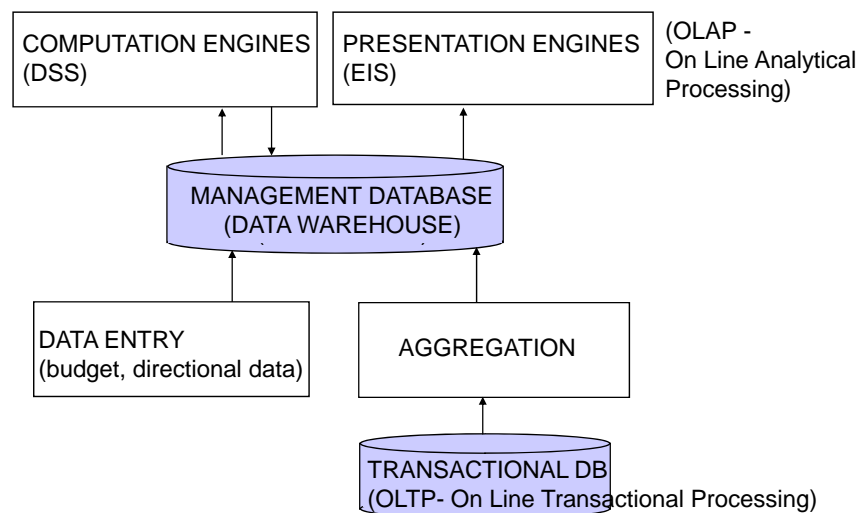 COMPUTATION ENGINES
(DSS)
PRESENTATION ENGINES
(EIS)
(OLAP -
On Line Analytical
Processing)
MANAGEMENT DATABASE
(DATA WAREHOUSE)
DATA ENTRY
(budget, directional data)
AGGREGATION
TRANSACTIONAL DB
(OLTP- On Line Transactional Processing)